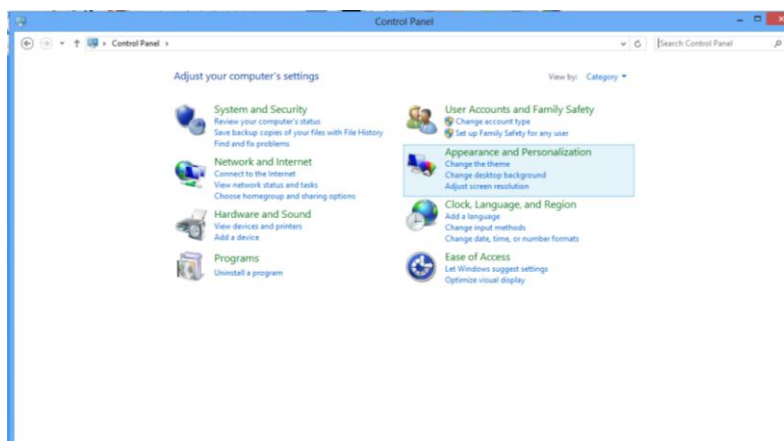 Control Panel
Control Panel
Search Control Panel
Adjust your computer's settings
View by: Category
System and Security
Review your computer's status
Save backup copies of your files with File History
Find and fix problems
Network and Internet
Connect to the Internet
View network status and tasks
Choose homegroup and sharing options
Hardware and Sound
View devices and printers
Add a device
Programs
Uninstall a program
User Accounts and Family Safety
Change account type
Set up Family Safety for any user
Appearance and Personalization
Change the theme
Change desktop background
Adjust screen resolution
Clock, Language, and Region
Add a language
Change input methods
Change date, time, or number formats
Ease of Access
Let Windows suggest settings
Optimize visual display